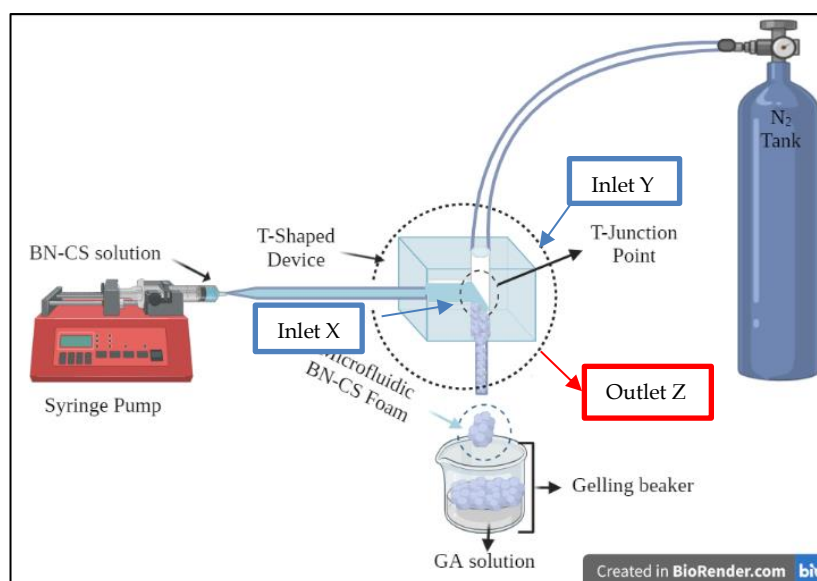 N2
Tank
Inlet Y
T-Shaped
Device
T-Junction
Point
BN-CS solution
Inlet X
Microfluidic
BN-CS Foam
Syringe Pump
Outlet Z
Gelling beaker
GA solution
Created in BioRender.com